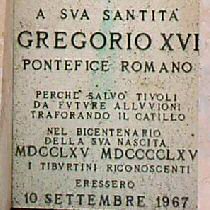 A SVA SANTITÀ
GREGORIO XVI
PONTEFICE ROMANO
PERCHÈ SALVÒ TIVOLI
DA FVTVRE ALLVVIONI
TRAFORANDO IL CATILLO
NEL BICENTENARIO
DELLA SVA NASCITA
MDCCLXV MDCCCCLXV
I TIBVRTINI RICONOSCENTI
ERESSERO
10 SETTEMBRE 1967